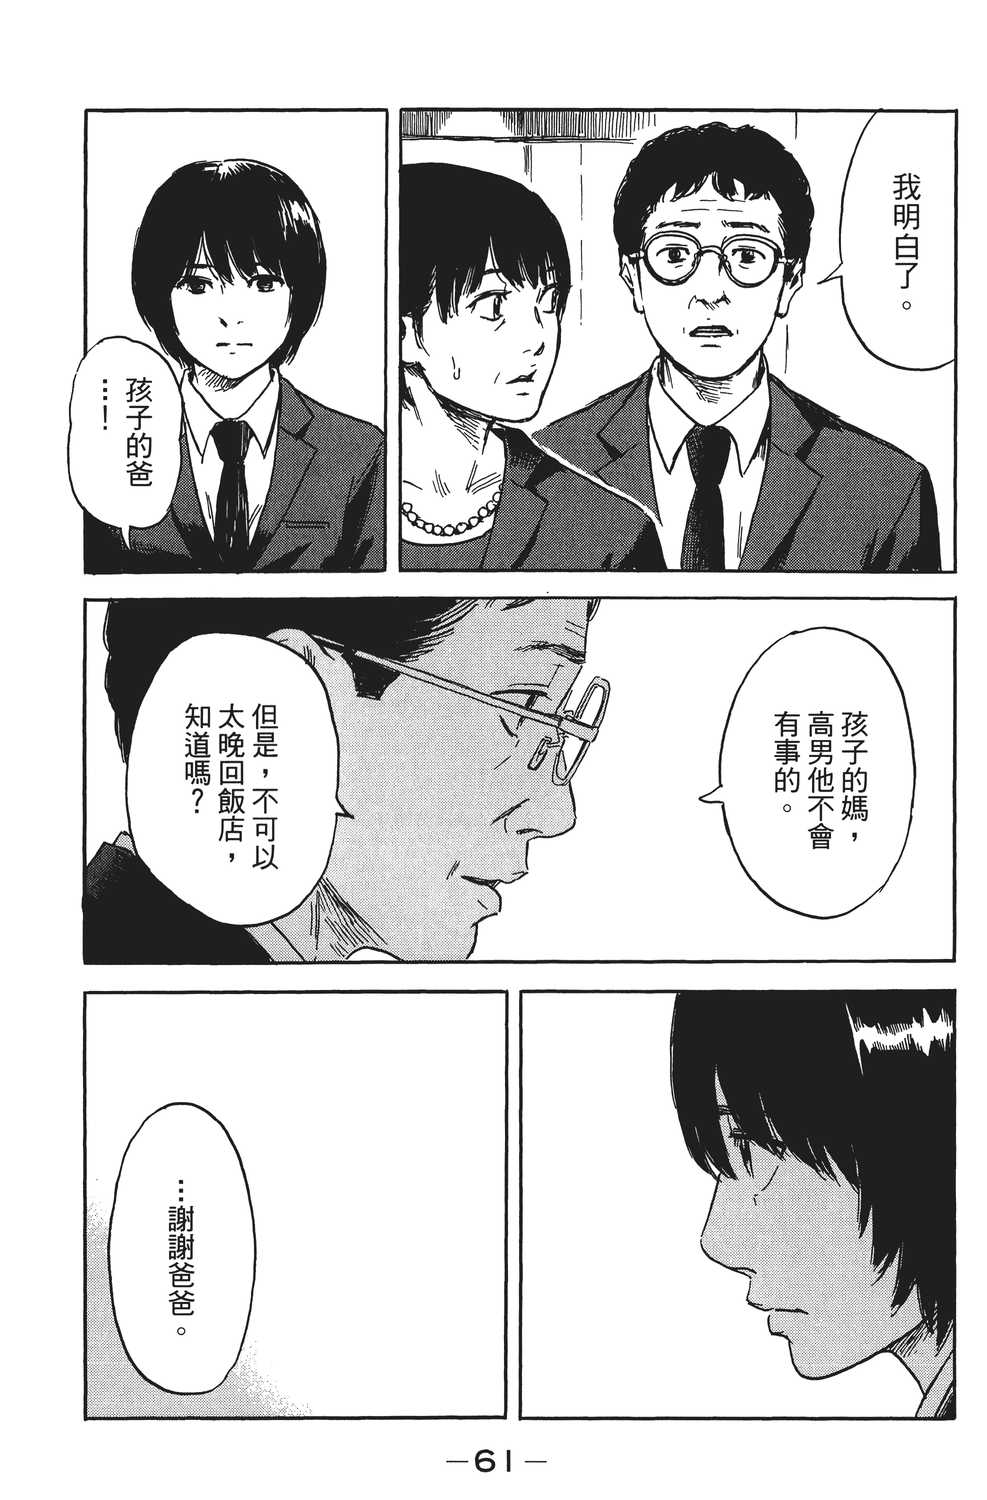 我明白了。
孩子的爸
…!
孩子的媽，
高男他不會
有事的。
但是，不可以
太晚回飯店，
知道嗎？
…謝謝爸爸。
—61—